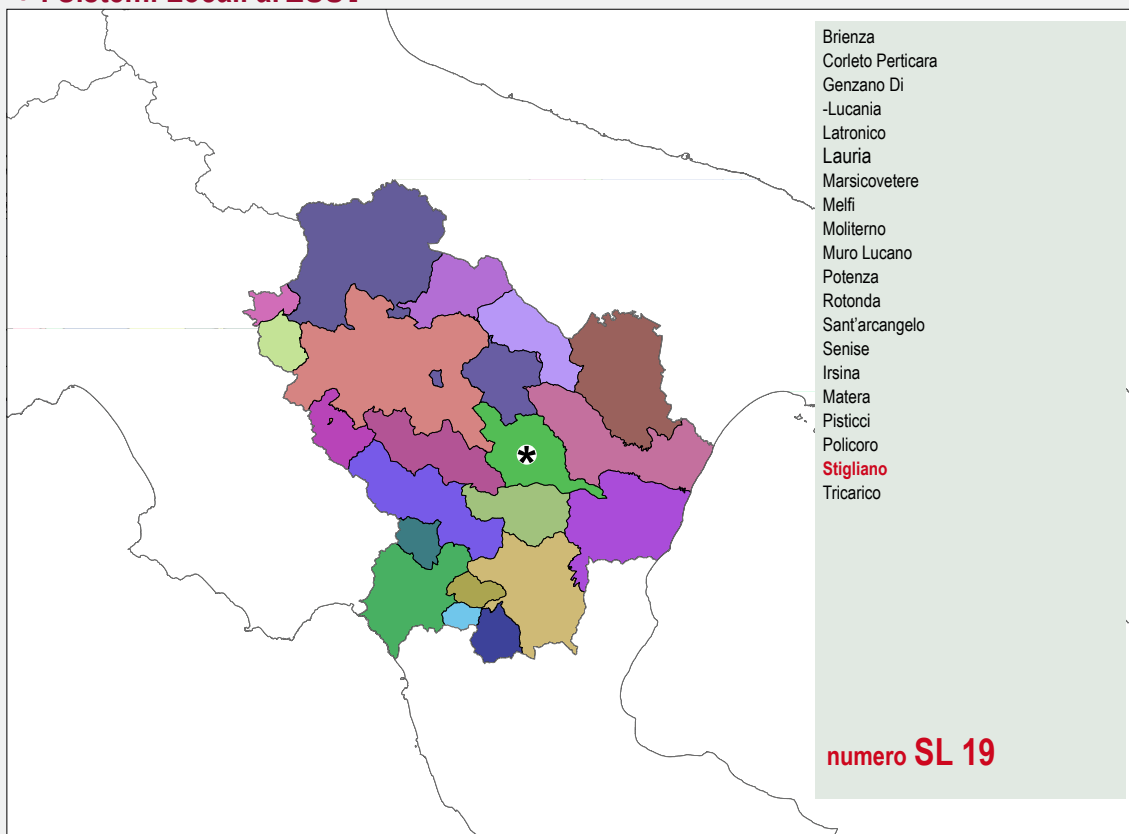 Brienza
Corleto Perticara
Genzano Di
-Lucania
Latronico
Lauria
Marsicovetere
Melfi
Moliterno
Muro Lucano
Potenza
Rotonda
Sant'arcangelo
Senise
Irsina
Matera
Pisticci
Policoro
Stigliano
Tricarico
*
numero SL 19